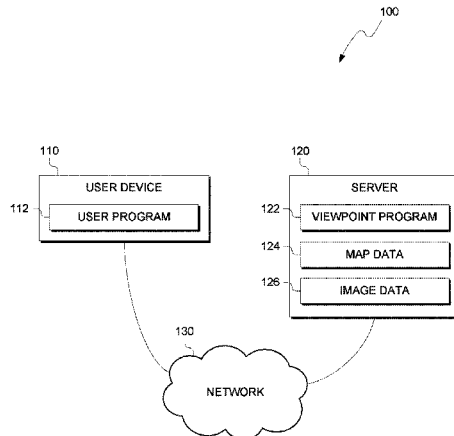 100
110
USER DEVICE
112
USER PROGRAM
120
SERVER
122
VIEWPOINT PROGRAM
124
MAP DATA
126
IMAGE DATA
130
NETWORK